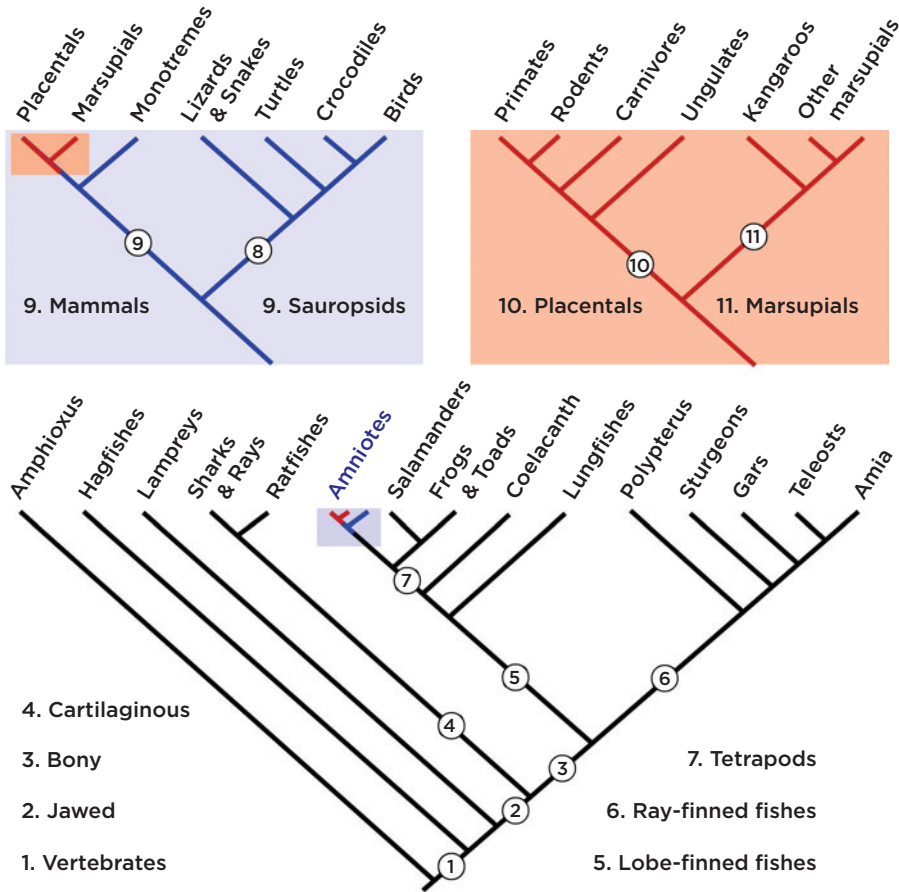 Placentals
Marsupials
Monotremes
Lizards
& Snakes
Turtles
Crocodiles
Birds
9
8
9. Mammals
9. Sauropsids
Primates
Rodents
Carnivores
Ungulates
Kangaroos
Other
marsupials
11
10
10. Placentals
11. Marsupials
Amphioxus
Hagfishes
Lampreys
Sharks
& Rays
Ratfishes
Amniotes
Salamanders
Frogs
& Toads
Coelacanth
Lungfishes
Polypterus
Sturgeons
Gars
Teleosts
Amia
7
5
6
4
3
2
1
4. Cartilaginous
3. Bony
2. Jawed
1. Vertebrates
7. Tetrapods
6. Ray-finned fishes
5. Lobe-finned fishes